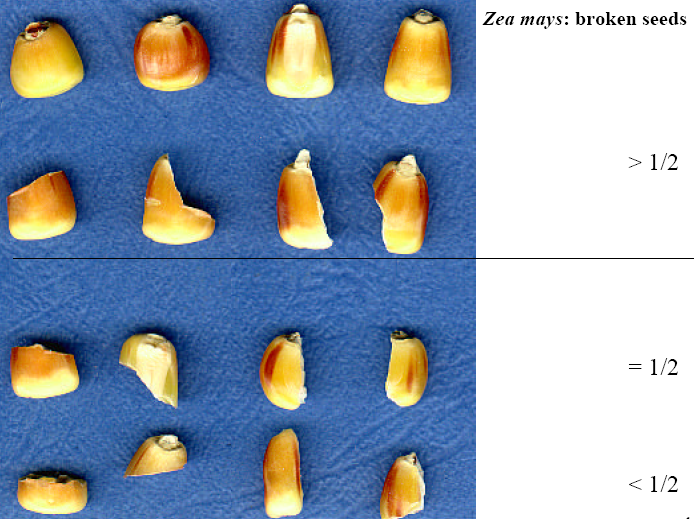 Zea mays: broken seeds
> 1/2
= 1/2
< 1/2